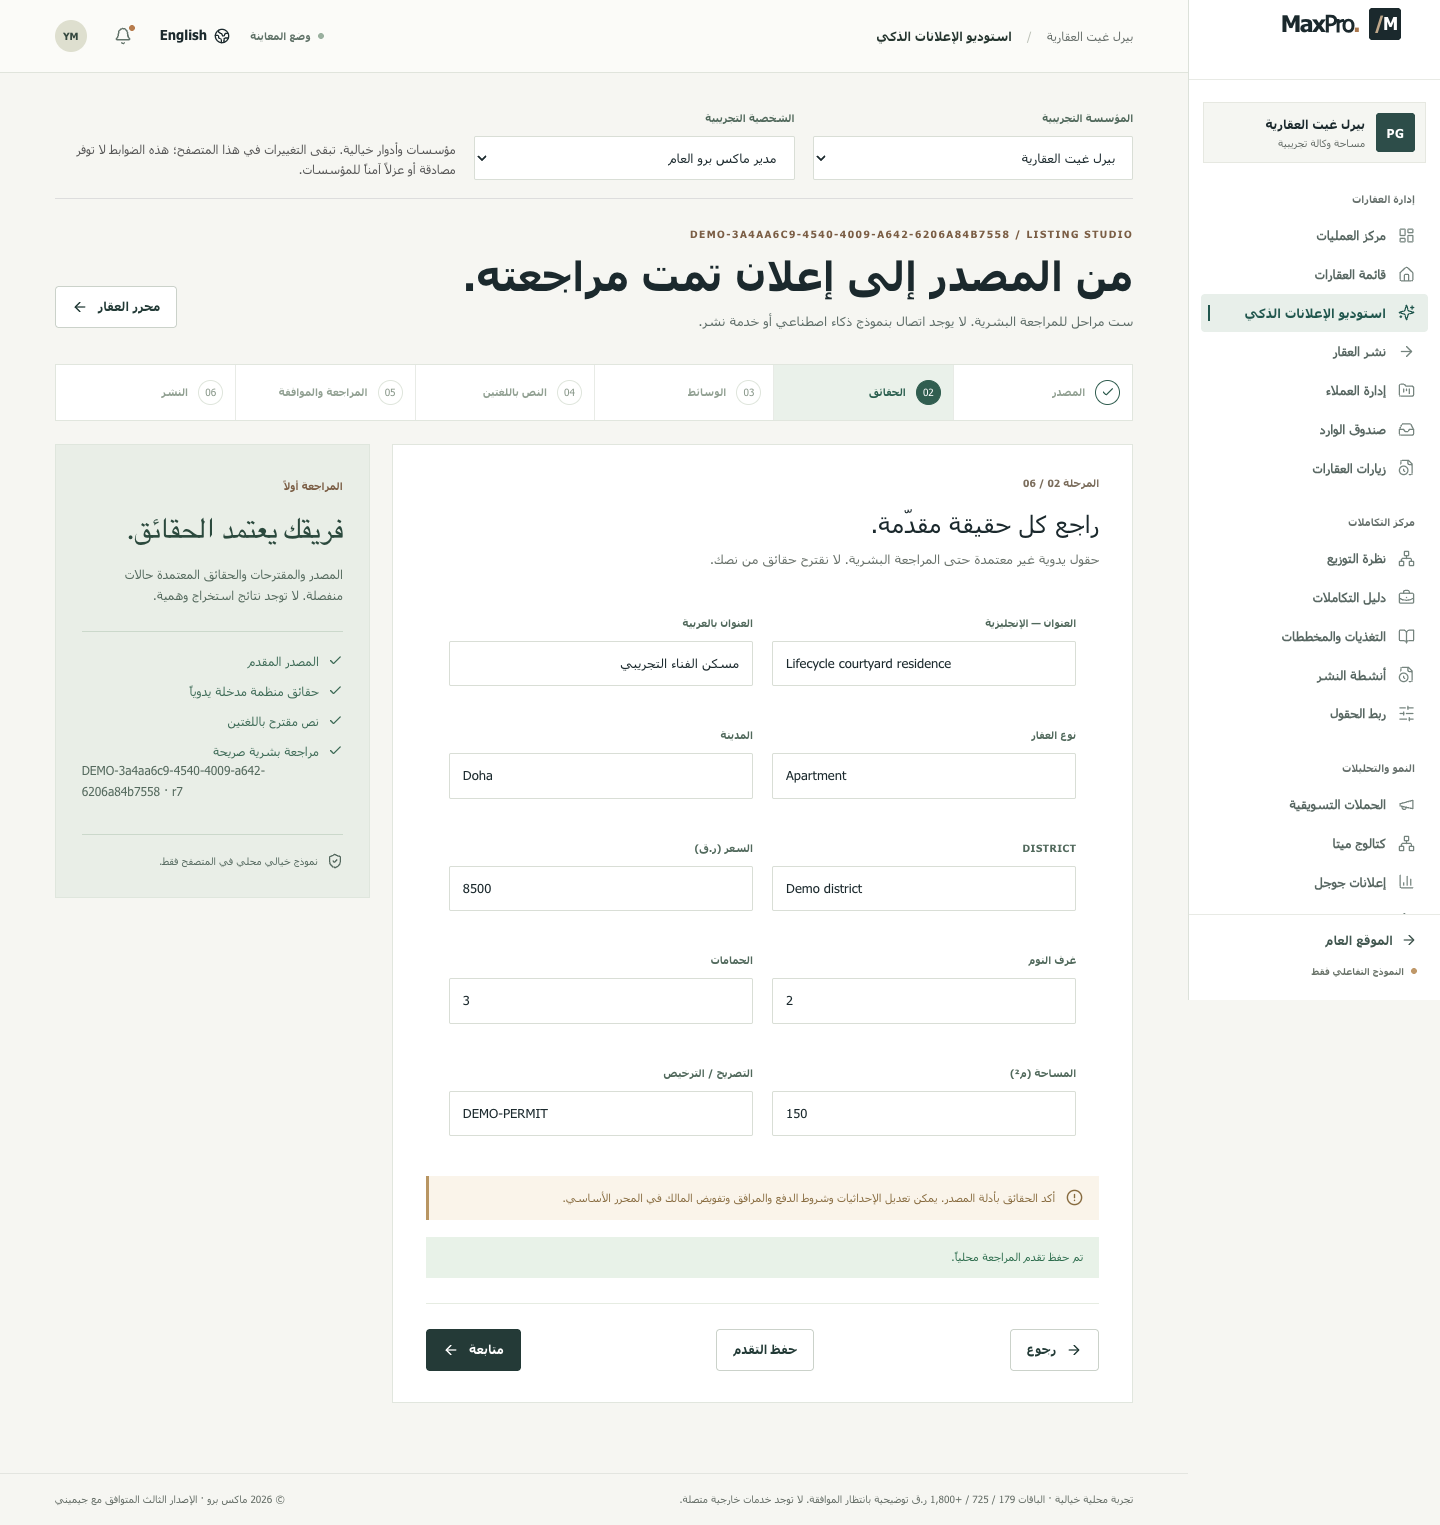 MaxPro.
/M
بيرل غيت العقارية
مساحة وكالة تجريبية
PG
إدارة العقارات
مركز العمليات
قائمة العقارات
استوديو الإعلانات الذكي
نشر العقار
إدارة العملاء
صندوق الوارد
زيارات العقارات
مركز التكاملات
نظرة التوزيع
دليل التكاملات
التغذيات والمخططات
أنشطة النشر
ربط الحقول
النمو والتحليلات
الحملات التسويقية
كتالوج ميتا
إعلانات جوجل
الموقع العام
النموذج التفاعلي فقط
بيرل غيت العقارية / استوديو الإعلانات الذكي
وضع المعاينة
English
YM
المؤسسة التجريبية
بيرل غيت العقارية
الشخصية التجريبية
مدير ماكس برو العام
مؤسسات وأدوار خيالية. تبقى التغييرات في هذا المتصفح؛ هذه الضوابط لا توفر
مصادقة أو عزلاً آمناً للمؤسسات.
DEMO-3A4AA6C9-4540-4009-A642-6206A84B7558 / LISTING STUDIO
من المصدر إلى إعلان تمت مراجعته.
ست مراحل للمراجعة البشرية. لا يوجد اتصال بنموذج ذكاء اصطناعي أو خدمة نشر.
محرر العقار
المصدر
02 الحقائق
03 الوسائط
04 النص باللغتين
05 المراجعة والموافقة
06 النشر
المرحلة 02 / 06
راجع كل حقيقة مقدّمة.
حقول يدوية غير معتمدة حتى المراجعة البشرية. لا نقترح حقائق من نصك.
العنوان — الإنجليزية
Lifecycle courtyard residence
العنوان بالعربية
مسكن الفناء التجريبي
نوع العقار
Apartment
المدينة
Doha
DISTRICT
Demo district
السعر (ر.ق)
8500
غرف النوم
2
الحمامات
3
المساحة (م²)
150
التصريح / الترخيص
DEMO-PERMIT
أكد الحقائق بأدلة المصدر. يمكن تعديل الإحداثيات وشروط الدفع والمرافق وتفويض المالك في المحرر الأساسي.
تم حفظ تقدم المراجعة محلياً.
رجوع
حفظ التقدم
متابعة
المراجعة أولاً
فريقك يعتمد الحقائق.
المصدر والمقترحات والحقائق المعتمدة حالات
منفصلة. لا توجد نتائج استخراج وهمية.
المصدر المقدم
حقائق منظمة مدخلة يدوياً
نص مقترح باللغتين
مراجعة بشرية صريحة
DEMO-3a4aa6c9-4540-4009-a642-
6206a84b7558 · r7
نموذج خيالي محلي في المتصفح فقط.
تجربة محلية خيالية · الباقات 179 / 725 / +1,800 ر.ق توضيحية بانتظار الموافقة. لا توجد خدمات خارجية متصلة.
© 2026 ماكس برو · الإصدار الثالث المتوافق مع جيميني